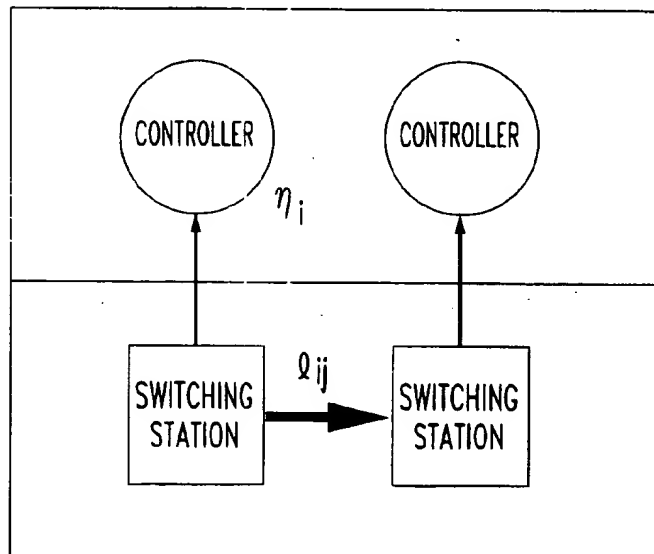 CONTROLLER
CONTROLLER
η i
ℓ ij
SWITCHING
STATION
SWITCHING
STATION